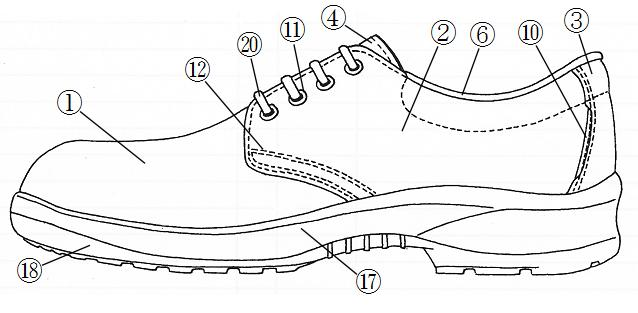 ④ ② ⑥ ⑩ ③
⑳ ⑪
⑫
①
⑱ ⑰